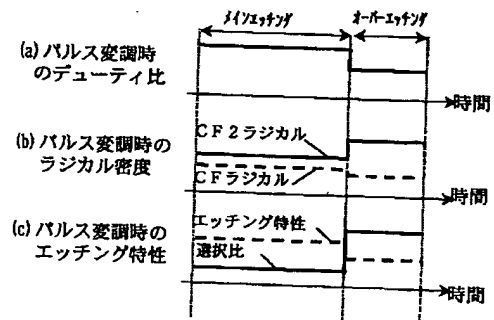 メインエッチング
オーバーエッチング
(a) パルス変調時
のデューティ比
時間
(b) パルス変調時の
ラジカル密度
CF2ラジカル
CFラジカル
時間
(c) パルス変調時の
エッチング特性
エッチング特性
選択比
時間